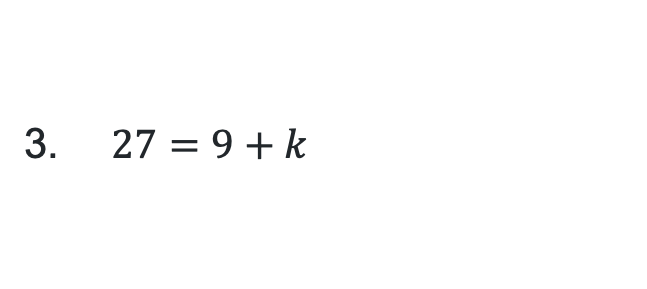 3. 27 = 9 + k